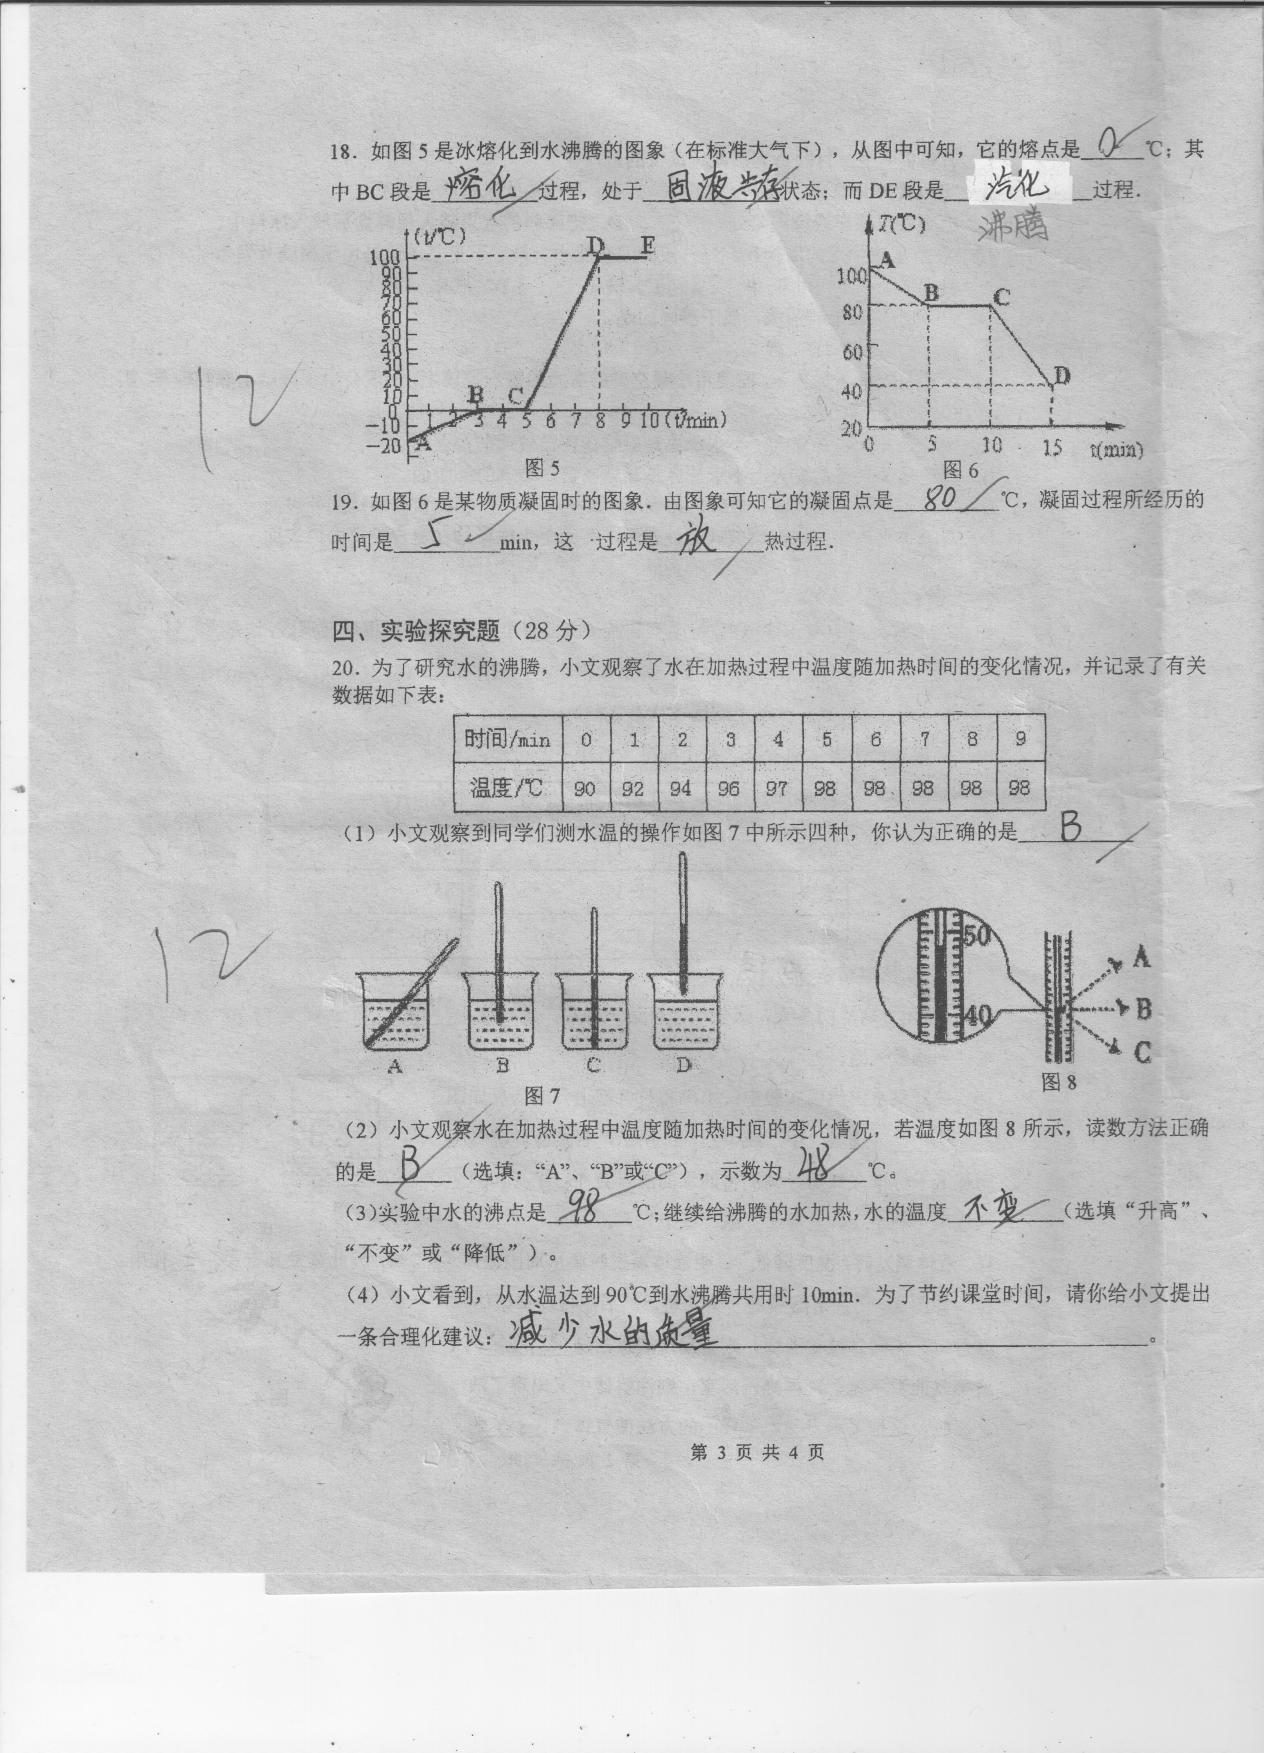 18．如图 5 是冰熔化到水沸腾的图象（在标准大气下），从图中可知，它的熔点是 0 ℃；其
中 BC 段是 熔化 过程，处于 固液共存 状态；而 DE 段是 汽化 过程．
沸腾
(t/℃)
100
90
80
70
60
50
40
30
20
10
0
−10
−20
A
B
C
D
E
1 2 3 4 5 6 7 8 9 10 (t/min)
图 5
T(℃)
100
80
60
40
20
A
B
C
D
0 5 10 15 t(min)
图 6
12
19．如图 6 是某物质凝固时的图象．由图象可知它的凝固点是 80 ℃，凝固过程所经历的
时间是 5 min，这一过程是 放 热过程．
四、实验探究题（28 分）
20．为了研究水的沸腾，小文观察了水在加热过程中温度随加热时间的变化情况，并记录了有关
数据如下表：
时间/min 0 1 2 3 4 5 6 7 8 9
温度/℃ 90 92 94 96 97 98 98 98 98 98
（1）小文观察到同学们测水温的操作如图 7 中所示四种，你认为正确的是 B
12
A B C D
图 7
50
40
A
B
C
图 8
（2）小文观察水在加热过程中温度随加热时间的变化情况，若温度如图 8 所示，读数方法正确
的是 B （选填：“A”、“B”或“C”），示数为 48 ℃。
（3)实验中水的沸点是 98 ℃;继续给沸腾的水加热,水的温度 不变 （选填“升高”、
“不变”或“降低”）。
（4）小文看到，从水温达到 90℃到水沸腾共用时 10min．为了节约课堂时间，请你给小文提出
一条合理化建议: 减少水的质量 。
第 3 页 共 4 页